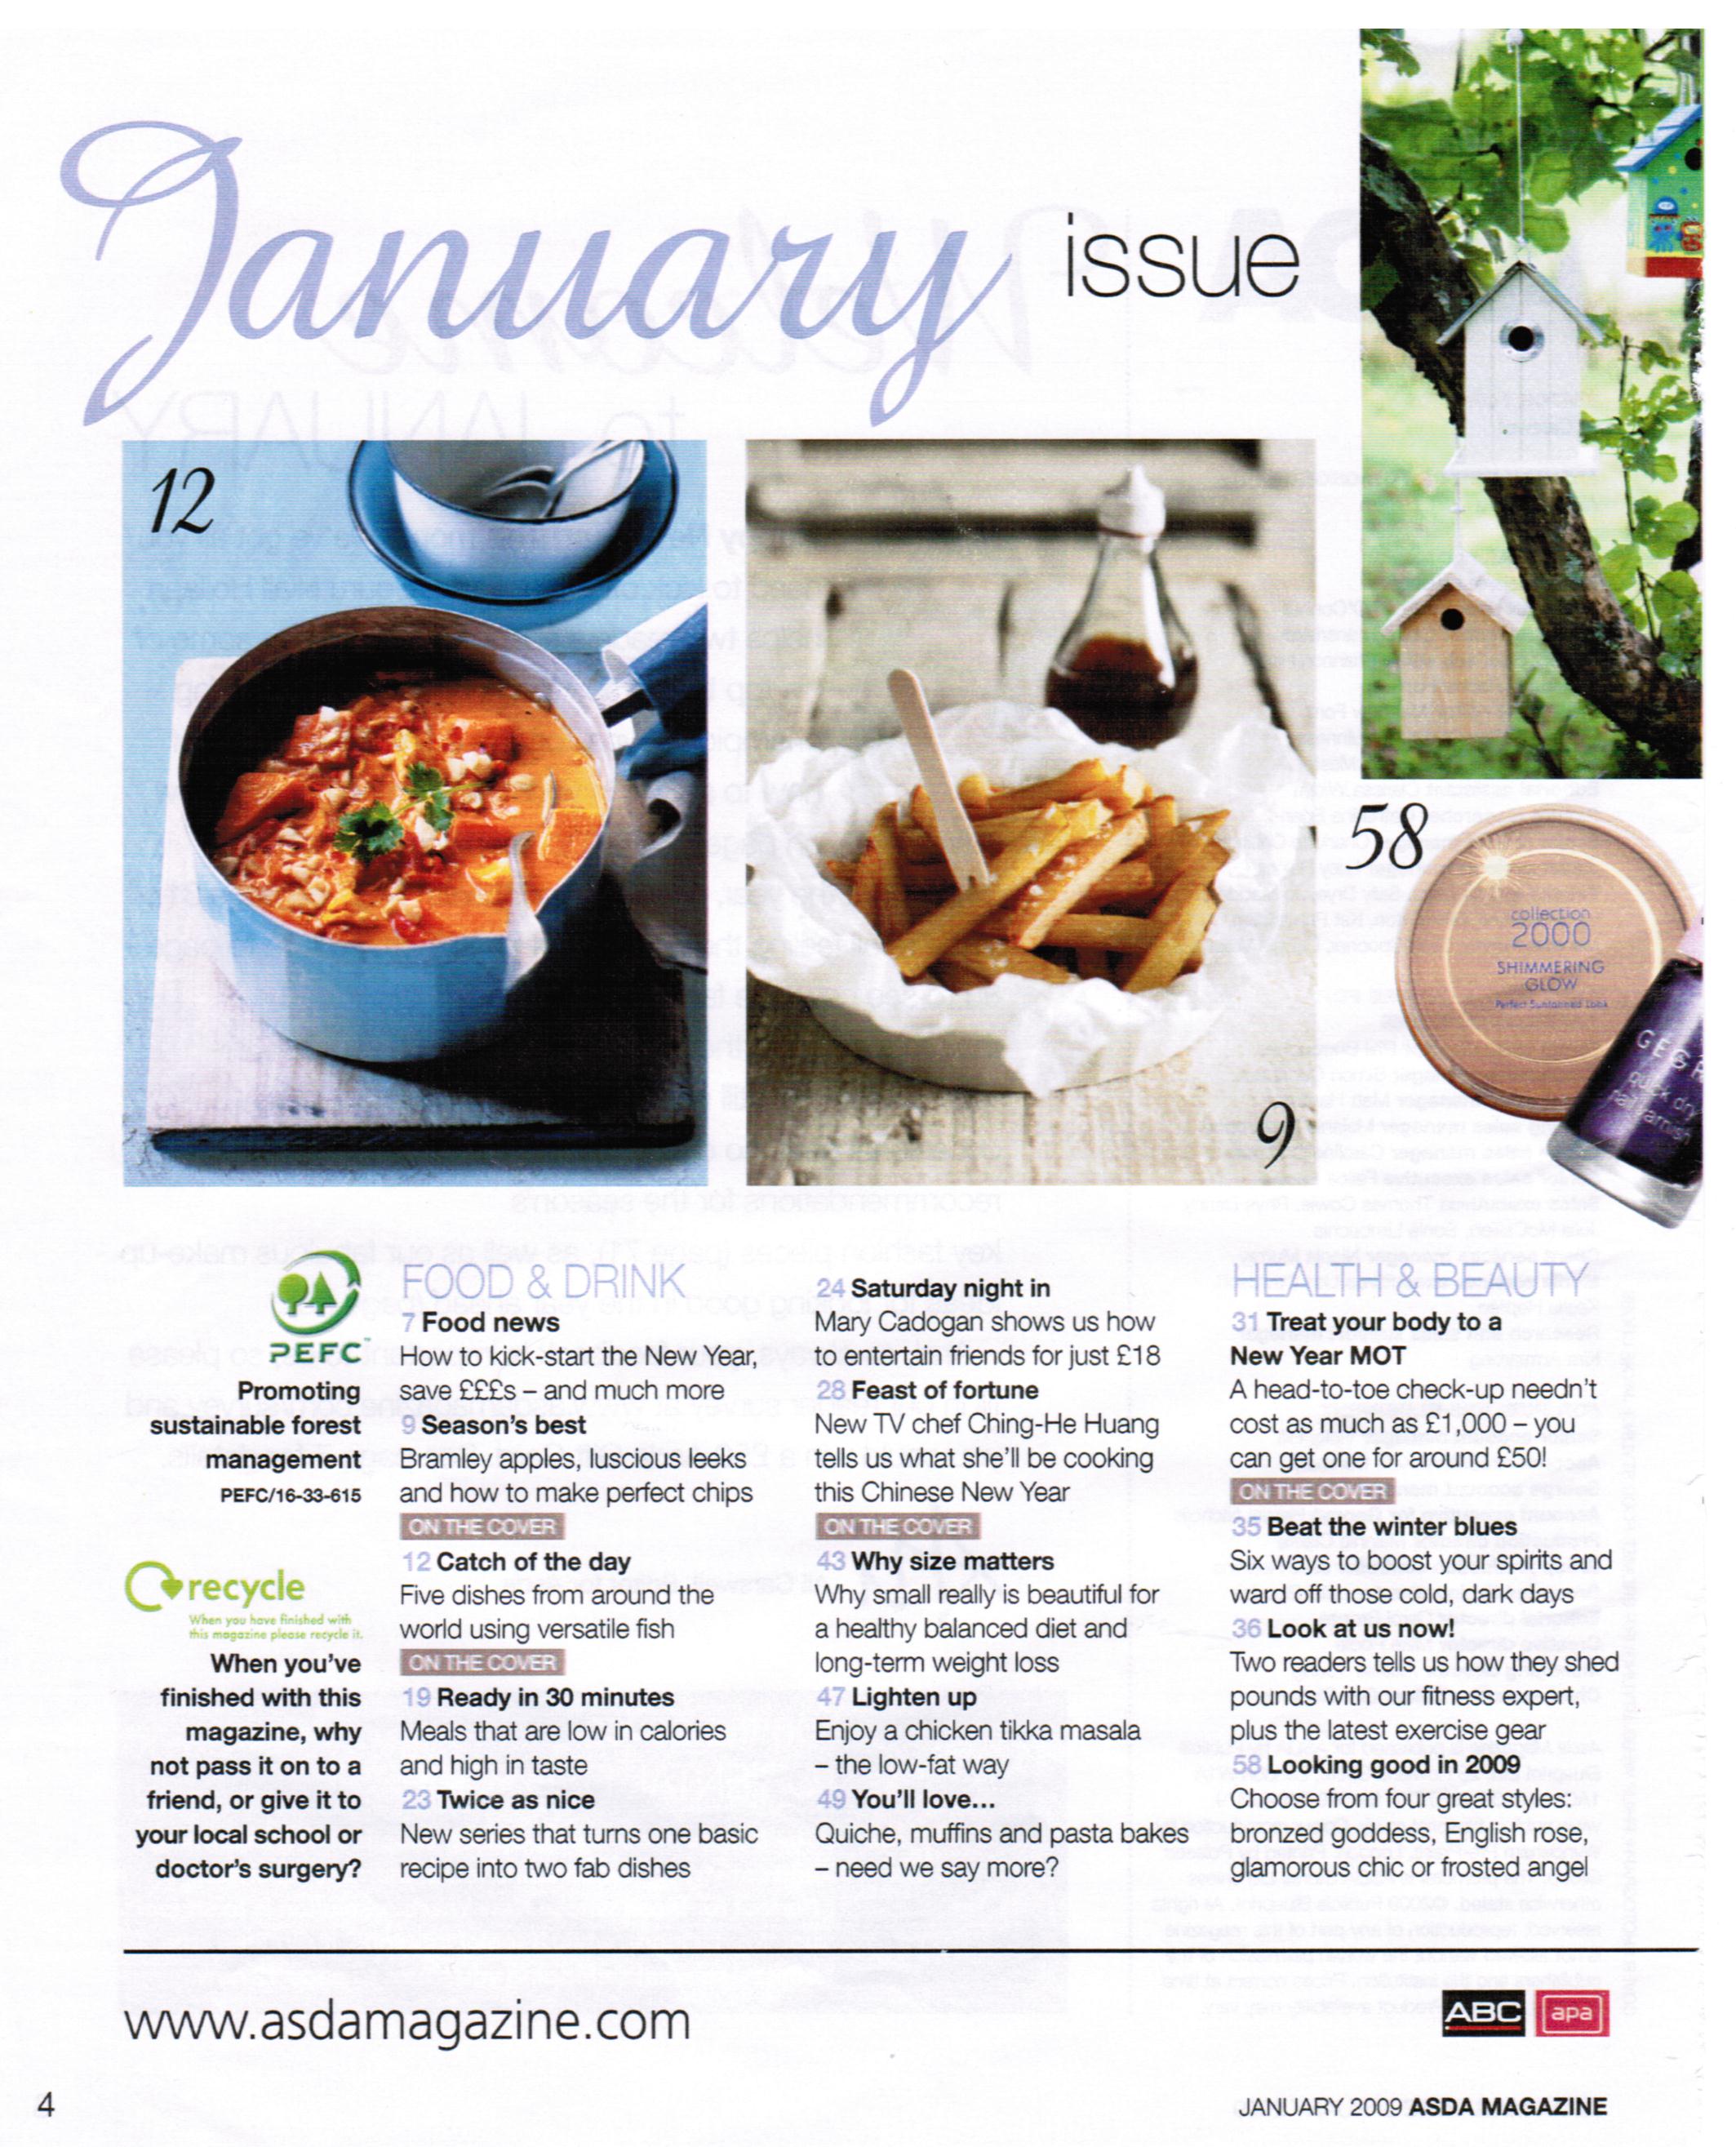 January issue
12
9
58
collection
2000
SHIMMERING
GLOW
Perfect Suntanned Look
quick dry
nail varnish
PEFC™
Promoting
sustainable forest
management
PEFC/16-33-615
recycle
When you have finished with
this magazine please recycle it.
When you've
finished with this
magazine, why
not pass it on to a
friend, or give it to
your local school or
doctor's surgery?
FOOD & DRINK
7 Food news
How to kick-start the New Year,
save £££s – and much more
9 Season's best
Bramley apples, luscious leeks
and how to make perfect chips
ON THE COVER
12 Catch of the day
Five dishes from around the
world using versatile fish
ON THE COVER
19 Ready in 30 minutes
Meals that are low in calories
and high in taste
23 Twice as nice
New series that turns one basic
recipe into two fab dishes
24 Saturday night in
Mary Cadogan shows us how
to entertain friends for just £18
28 Feast of fortune
New TV chef Ching-He Huang
tells us what she'll be cooking
this Chinese New Year
ON THE COVER
43 Why size matters
Why small really is beautiful for
a healthy balanced diet and
long-term weight loss
47 Lighten up
Enjoy a chicken tikka masala
– the low-fat way
49 You'll love...
Quiche, muffins and pasta bakes
– need we say more?
HEALTH & BEAUTY
31 Treat your body to a
New Year MOT
A head-to-toe check-up needn't
cost as much as £1,000 – you
can get one for around £50!
ON THE COVER
35 Beat the winter blues
Six ways to boost your spirits and
ward off those cold, dark days
36 Look at us now!
Two readers tells us how they shed
pounds with our fitness expert,
plus the latest exercise gear
58 Looking good in 2009
Choose from four great styles:
bronzed goddess, English rose,
glamorous chic or frosted angel
www.asdamagazine.com
ABC
apa
4
JANUARY 2009 ASDA MAGAZINE